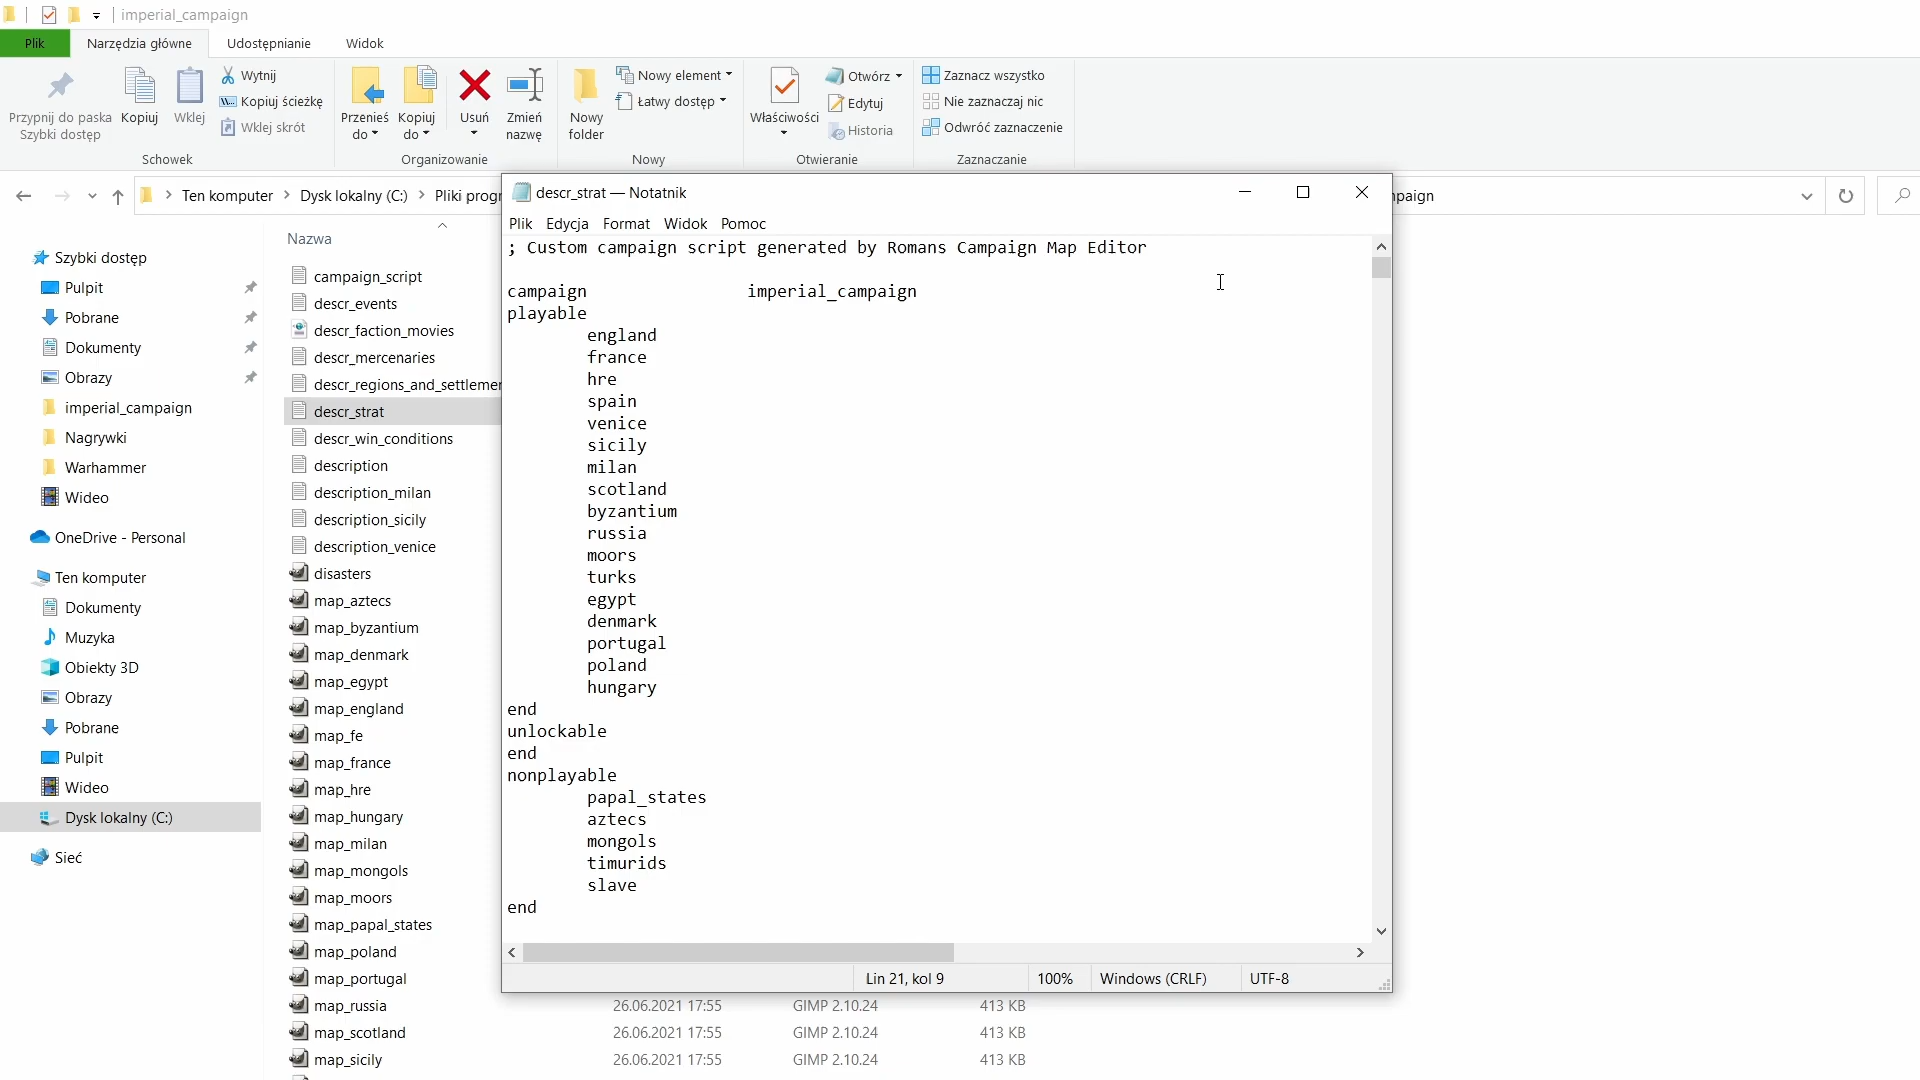 imperial_campaign
Plik
Narzędzia główne
Udostępnianie
Widok
Przypnij do paska
Szybki dostęp
Kopiuj
Wklej
Wytnij
Kopiuj ścieżkę
Wklej skrót
Schowek
Przenieś
do
Kopiuj
do
Usuń
Zmień
nazwę
Organizowanie
Nowy
folder
Nowy element
Łatwy dostęp
Nowy
Właściwości
Otwórz
Edytuj
Historia
Otwieranie
Zaznacz wszystko
Nie zaznaczaj nic
Odwróć zaznaczenie
Zaznaczanie
Ten komputer
Dysk lokalny (C:)
Pliki progr
paign
Szybki dostęp
Pulpit
Pobrane
Dokumenty
Obrazy
imperial_campaign
Nagrywki
Warhammer
Wideo
OneDrive - Personal
Ten komputer
Dokumenty
Muzyka
Obiekty 3D
Obrazy
Pobrane
Pulpit
Wideo
Dysk lokalny (C:)
Sieć
Nazwa
campaign_script
descr_events
descr_faction_movies
descr_mercenaries
descr_regions_and_settlemen
descr_strat
descr_win_conditions
description
description_milan
description_sicily
description_venice
disasters
map_aztecs
map_byzantium
map_denmark
map_egypt
map_england
map_fe
map_france
map_hre
map_hungary
map_milan
map_mongols
map_moors
map_papal_states
map_poland
map_portugal
map_russia 26.06.2021 17:55 GIMP 2.10.24 413 KB
map_scotland 26.06.2021 17:55 GIMP 2.10.24 413 KB
map_sicily 26.06.2021 17:55 GIMP 2.10.24 413 KB
descr_strat — Notatnik
Plik Edycja Format Widok Pomoc
; Custom campaign script generated by Romans Campaign Map Editor
campaign imperial_campaign
playable
england
france
hre
spain
venice
sicily
milan
scotland
byzantium
russia
moors
turks
egypt
denmark
portugal
poland
hungary
end
unlockable
end
nonplayable
papal_states
aztecs
mongols
timurids
slave
end
Lin 21, kol 9
100%
Windows (CRLF)
UTF-8